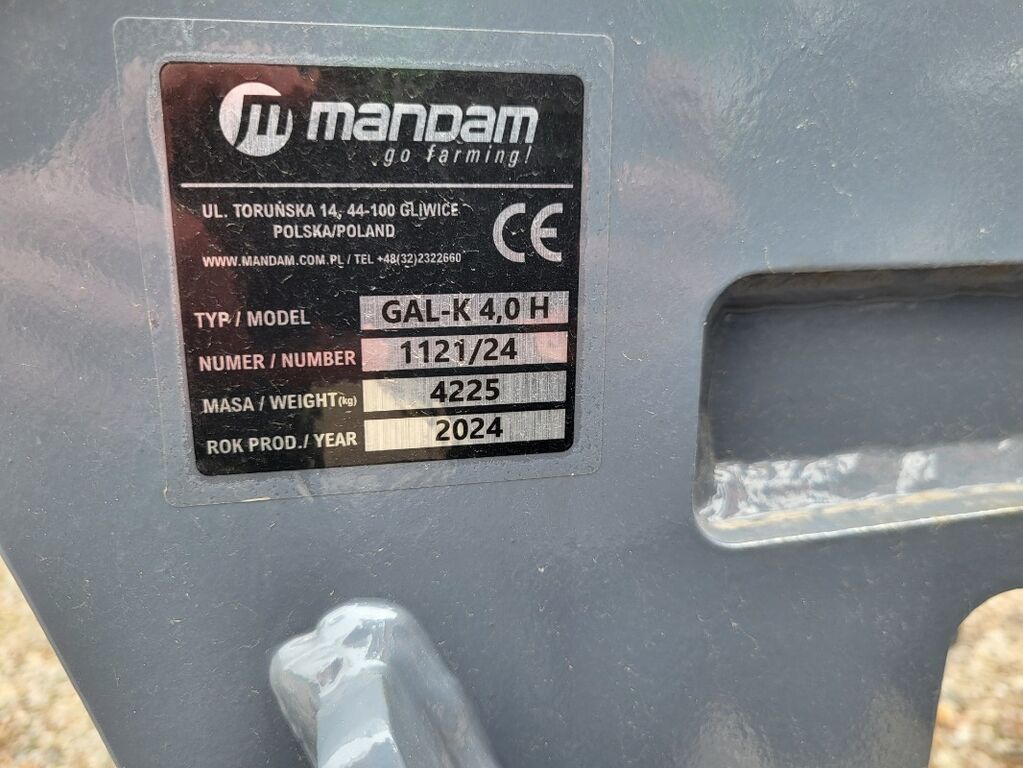 mandam
go farming!
UL. TORUŃSKA 14, 44-100 GLIWICE
POLSKA/POLAND
CE
WWW.MANDAM.COM.PL / TEL +48(32)2322660
TYP / MODEL GAL-K 4,0 H
NUMER / NUMBER 1121/24
MASA / WEIGHT(kg) 4225
ROK PROD./ YEAR 2024